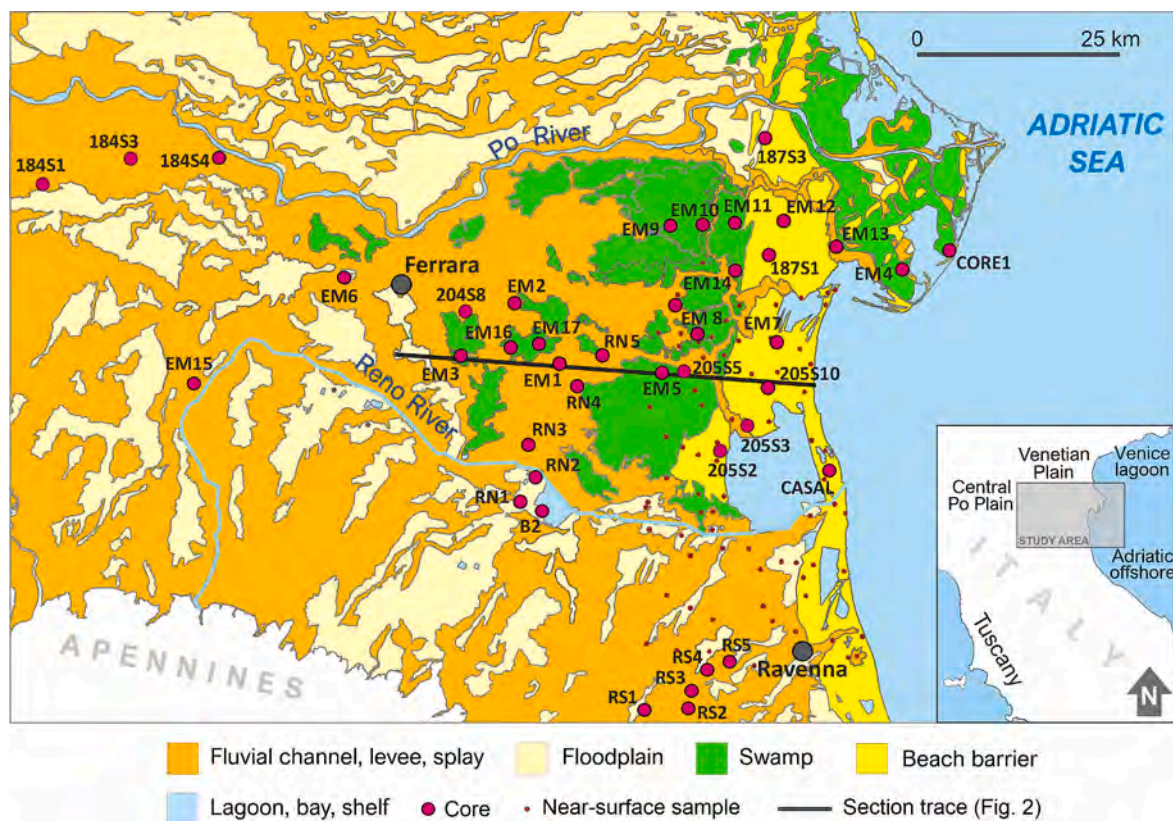 0 25 km
ADRIATIC
SEA
Po River
184S1
184S3
184S4
187S3
EM9
EM10
EM11
EM12
EM13
187S1
EM4
CORE1
EM14
Ferrara
EM6
204S8
EM2
EM16
EM17
RN5
EM8
EM7
EM15
Reno River
EM3
EM1
RN4
EM5
205S5
205S10
RN3
205S3
205S2
RN2
RN1
B2
CASAL
APENNINES
RS5
RS4
RS3
RS1
RS2
Ravenna
Venetian
Plain
Venice
lagoon
Central
Po Plain
STUDY AREA
Adriatic
offshore
ITALY
Tuscany
N
Fluvial channel, levee, splay
Floodplain
Swamp
Beach barrier
Lagoon, bay, shelf
Core
Near-surface sample
Section trace (Fig. 2)